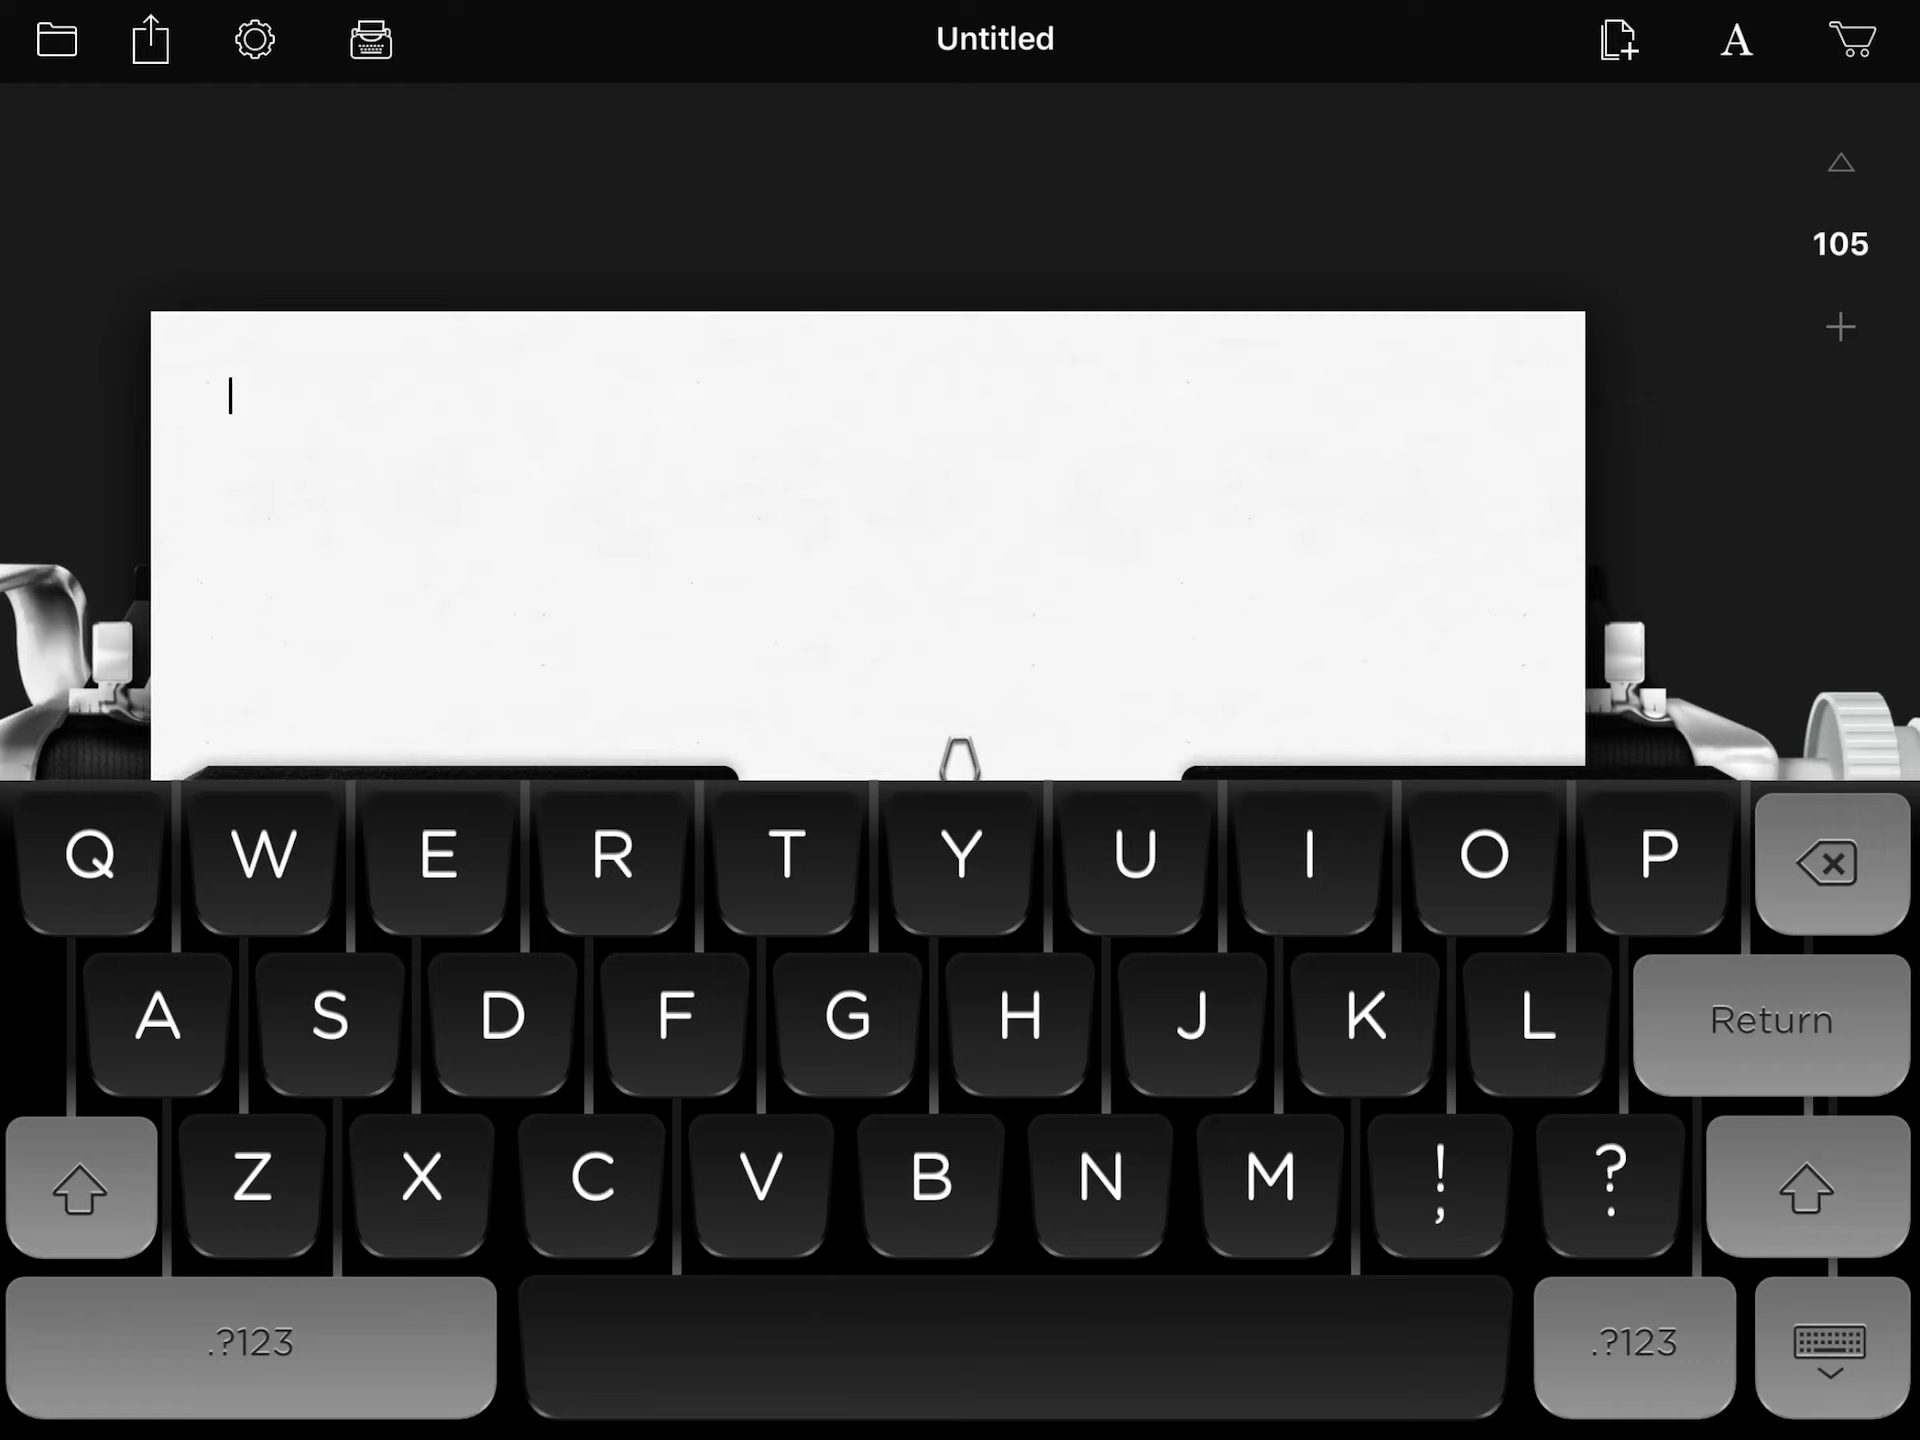 Untitled
A
105
Q W E R T Y U I O P
A S D F G H J K L Return
Z X C V B N M ! , ? .
.?123 .?123